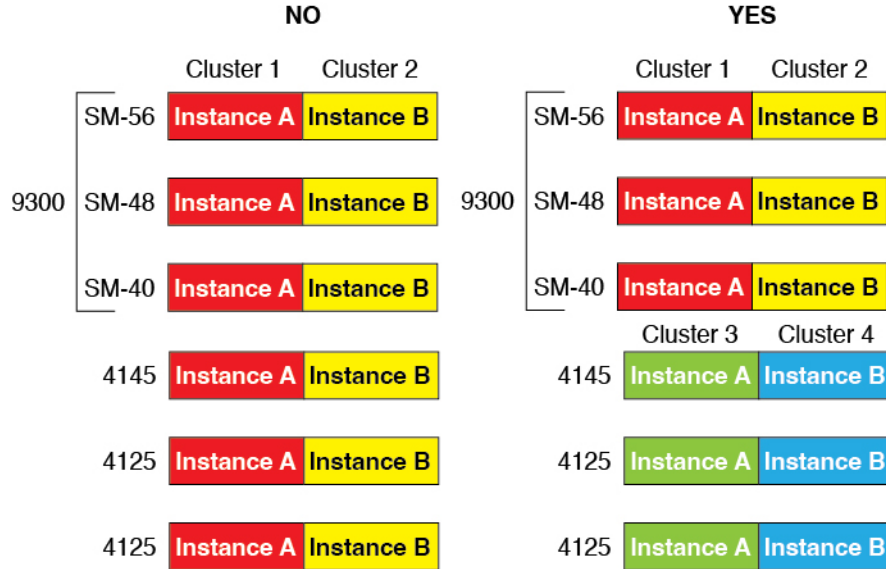 NO YES
Cluster 1 Cluster 2 Cluster 1 Cluster 2
SM-56 Instance A Instance B SM-56 Instance A Instance B
9300 SM-48 Instance A Instance B 9300 SM-48 Instance A Instance B
SM-40 Instance A Instance B SM-40 Instance A Instance B
Cluster 3 Cluster 4
4145 Instance A Instance B 4145 Instance A Instance B
4125 Instance A Instance B 4125 Instance A Instance B
4125 Instance A Instance B 4125 Instance A Instance B